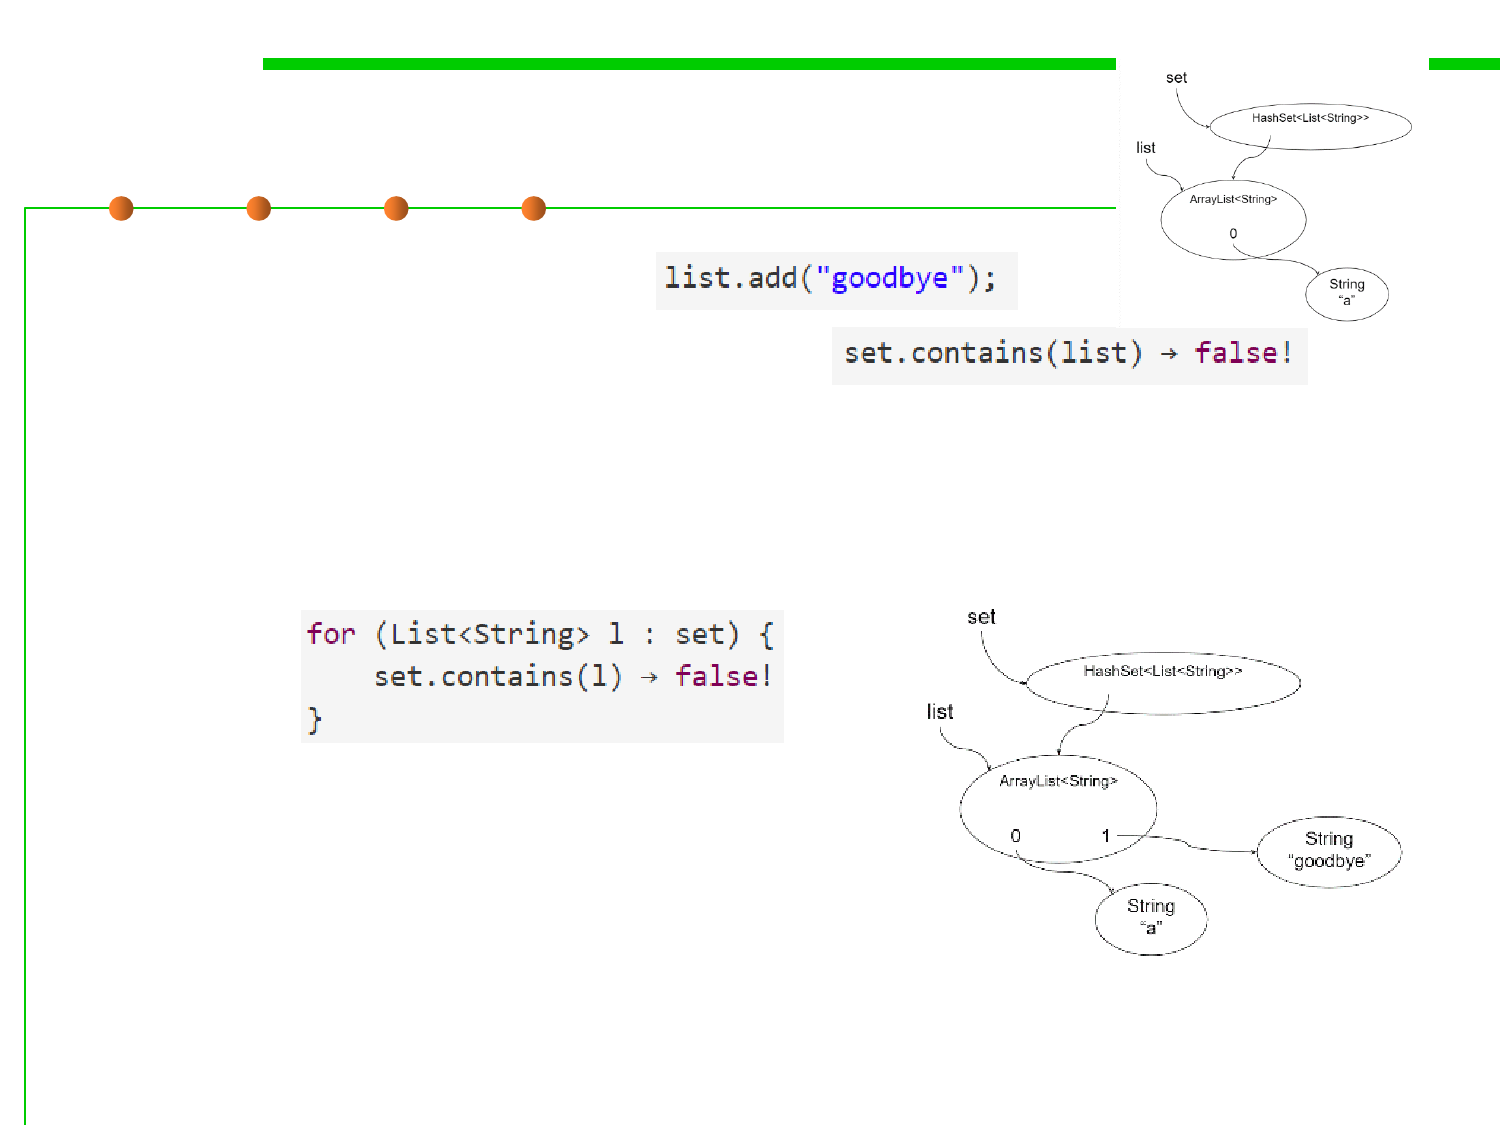 set
HashSet<List<String>>
list
ArrayList<String>
0
String
“a”
list.add("goodbye");
set.contains(list) → false!
for (List<String> l : set) {
set.contains(l) → false!
}
set
HashSet<List<String>>
list
ArrayList<String>
0 1
String
“goodbye”
String
“a”